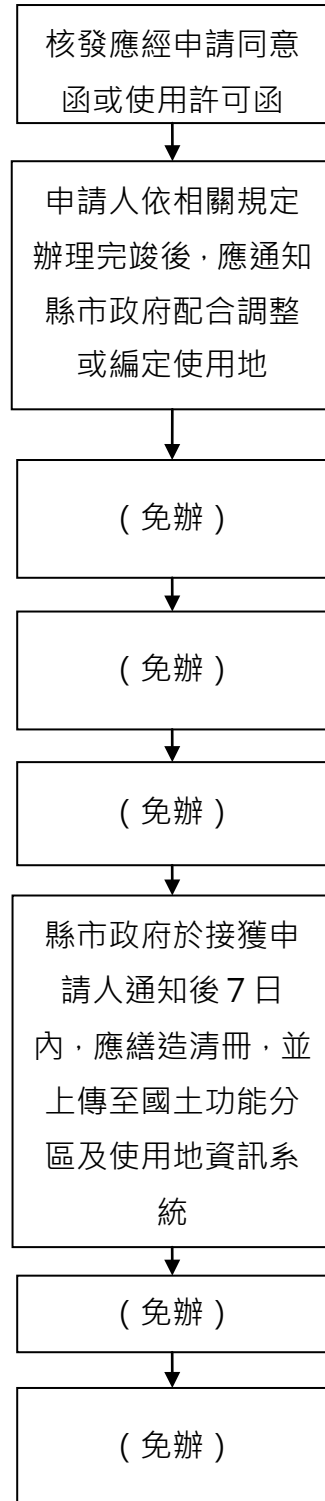 核發應經申請同意
函或使用許可函
申請人依相關規定
辦理完竣後，應通知
縣市政府配合調整
或編定使用地
（免辦）
（免辦）
（免辦）
縣市政府於接獲申
請人通知後７日
內，應繕造清冊，並
上傳至國土功能分
區及使用地資訊系
統
（免辦）
（免辦）